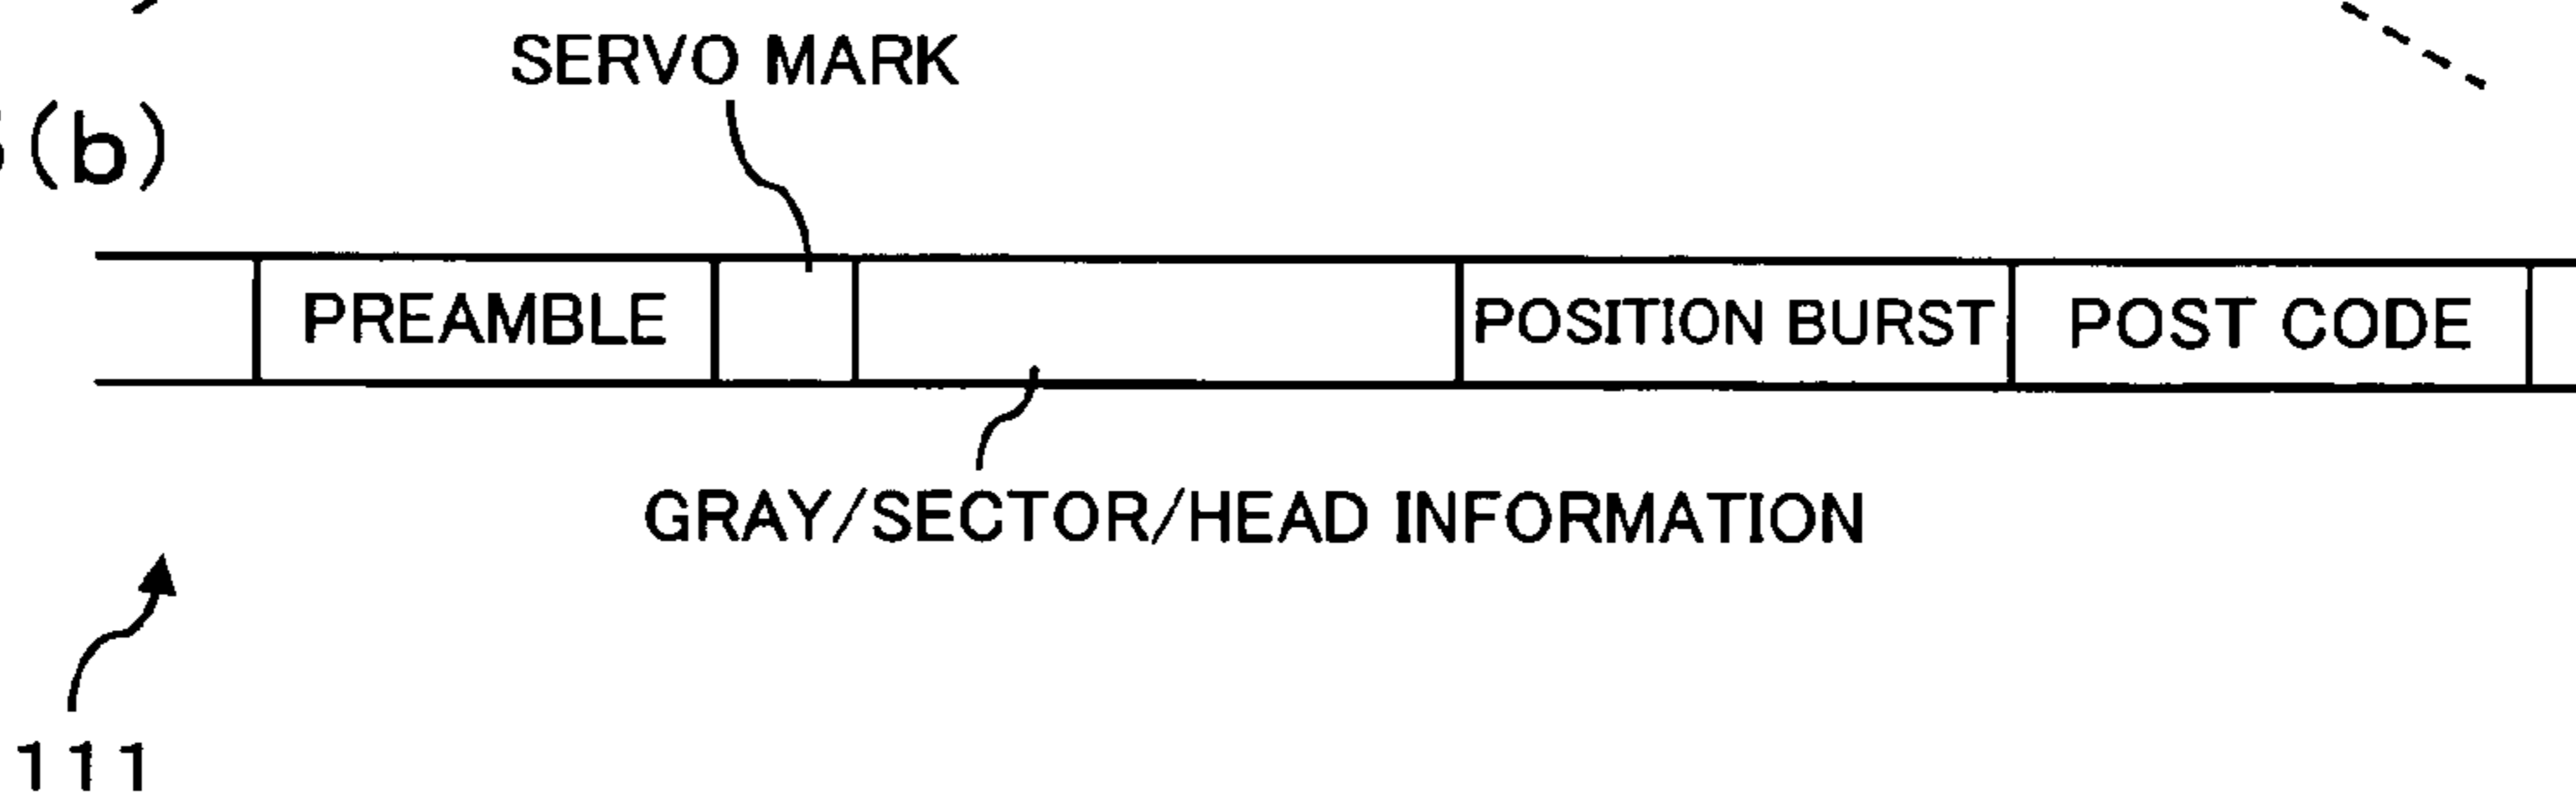 SERVO MARK
(b)
PREAMBLE POSITION BURST POST CODE
GRAY/SECTOR/HEAD INFORMATION
111